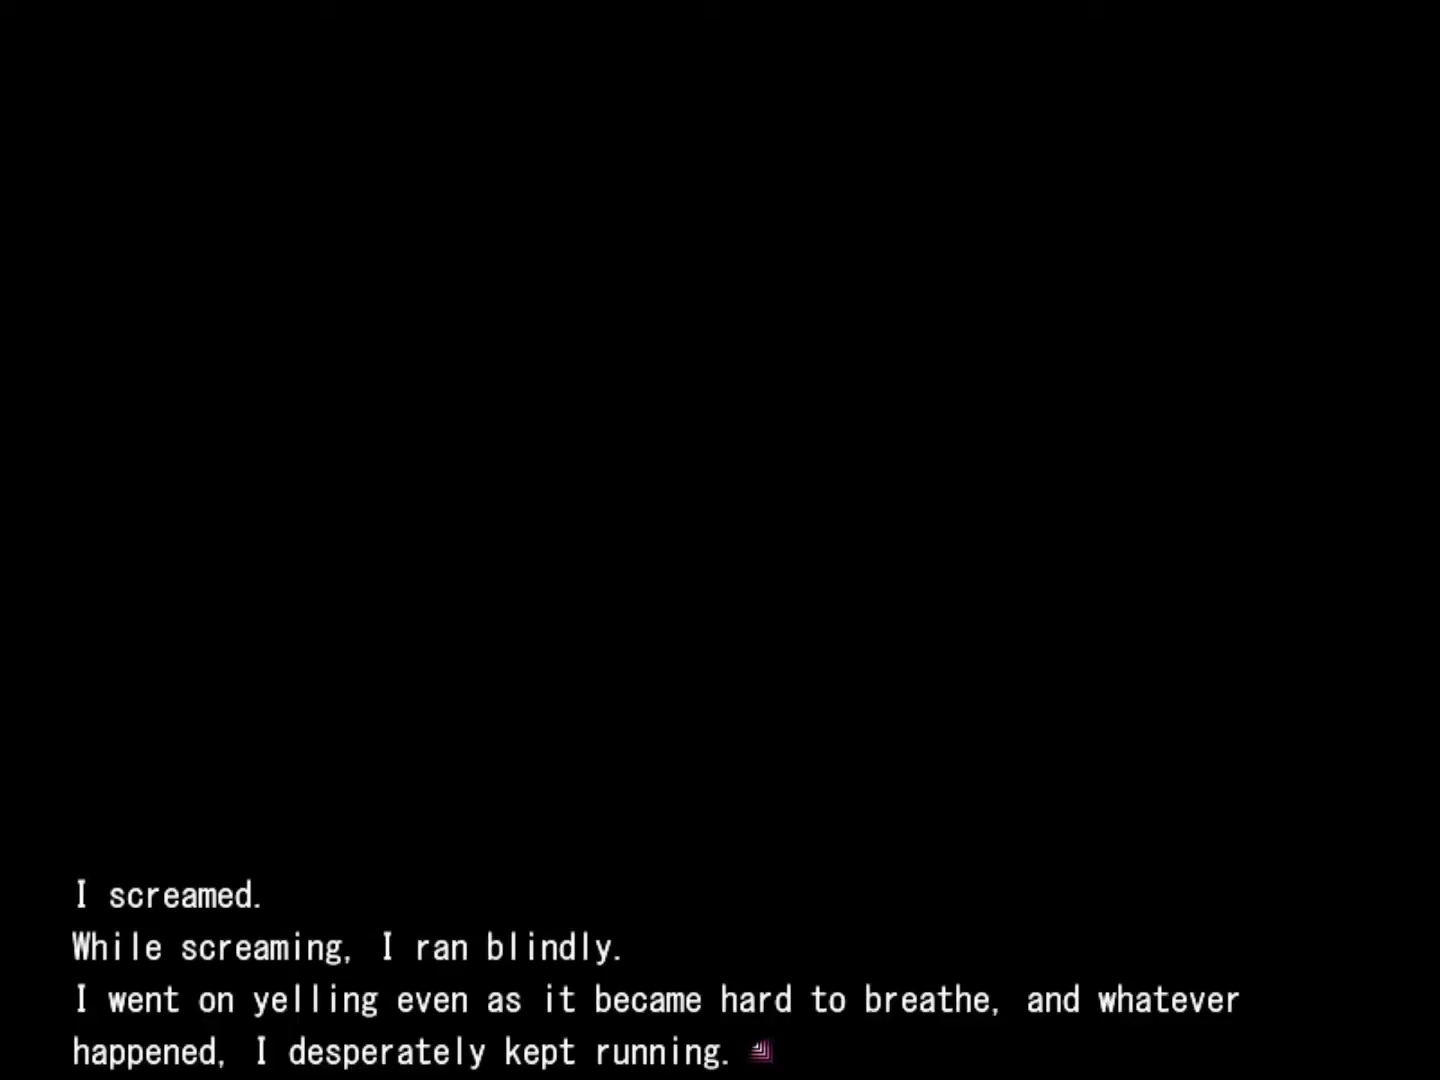 I screamed.
While screaming, I ran blindly.
I went on yelling even as it became hard to breathe, and whatever
happened, I desperately kept running.